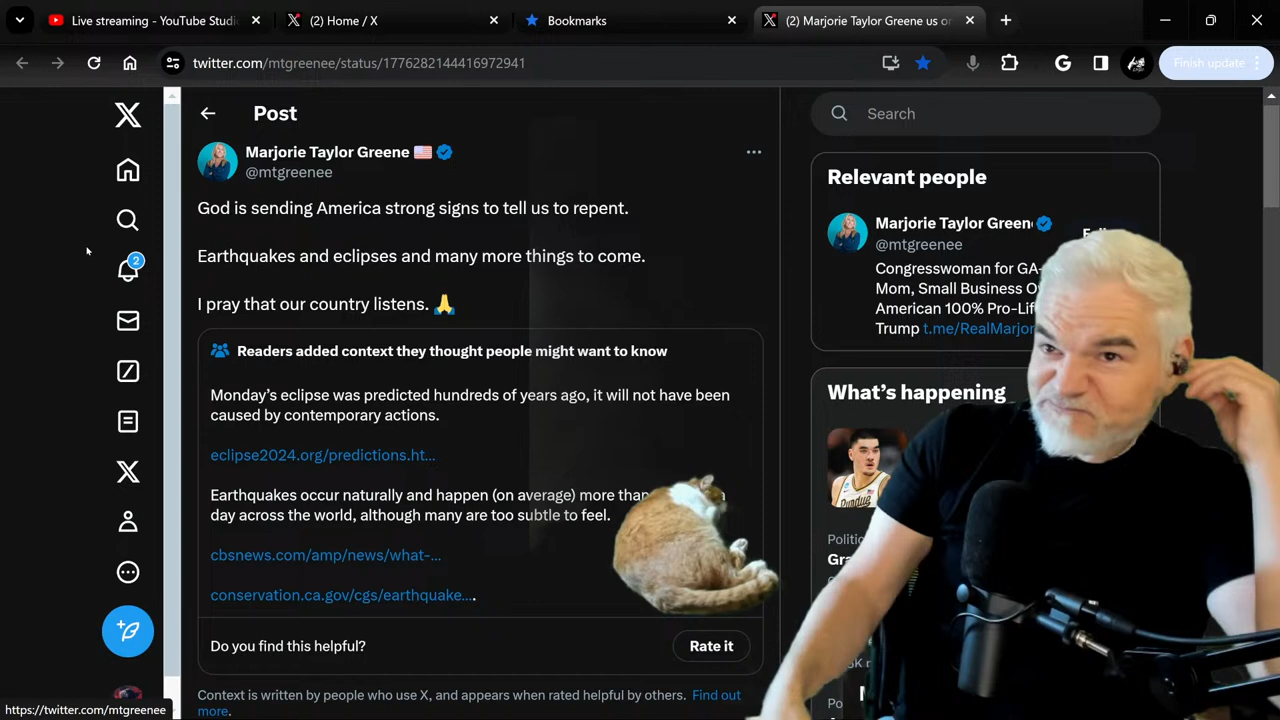 Live streaming - YouTube Studi
(2) Home / X
Bookmarks
(2) Marjorie Taylor Greene us on
twitter.com/mtgreenee/status/1776282144416972941
Finish update
Post
Search
Marjorie Taylor Greene 🇺🇸
@mtgreenee
God is sending America strong signs to tell us to repent.
Earthquakes and eclipses and many more things to come.
I pray that our country listens. 🙏
Readers added context they thought people might want to know
Monday's eclipse was predicted hundreds of years ago, it will not have been
caused by contemporary actions.
eclipse2024.org/predictions.ht...
Earthquakes occur naturally and happen (on average) more than
day across the world, although many are too subtle to feel.
cbsnews.com/amp/news/what-...
conservation.ca.gov/cgs/earthquake....
Do you find this helpful?
Rate it
Context is written by people who use X, and appears when rated helpful by others. Find out
more.
Relevant people
Marjorie Taylor Greene
@mtgreenee
Congresswoman for GA-
Mom, Small Business O
American 100% Pro-Lif
Trump t.me/RealMarjor
What's happening
PURDUE
Politic
Gra
Po
2
https://twitter.com/mtgreenee